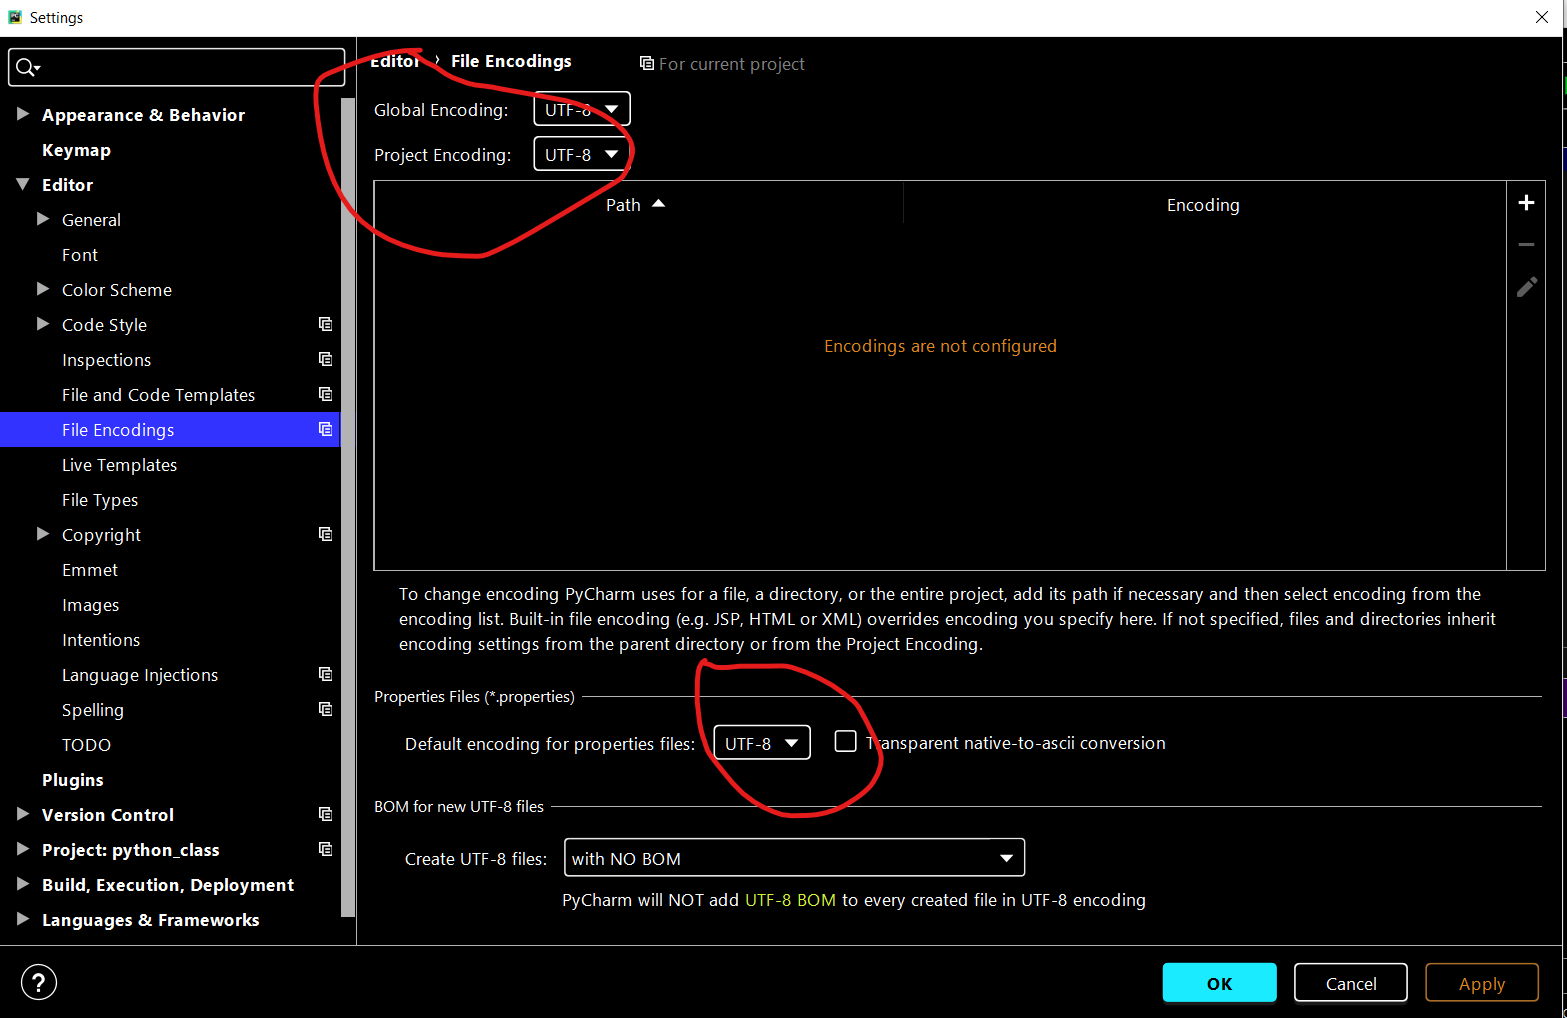 Settings
Editor › File Encodings
For current project
Appearance & Behavior
Keymap
Editor
General
Font
Color Scheme
Code Style
Inspections
File and Code Templates
File Encodings
Live Templates
File Types
Copyright
Emmet
Images
Intentions
Language Injections
Spelling
TODO
Plugins
Version Control
Project: python_class
Build, Execution, Deployment
Languages & Frameworks
Global Encoding: UTF-8
Project Encoding: UTF-8
Path Encoding
Encodings are not configured
To change encoding PyCharm uses for a file, a directory, or the entire project, add its path if necessary and then select encoding from the
encoding list. Built-in file encoding (e.g. JSP, HTML or XML) overrides encoding you specify here. If not specified, files and directories inherit
encoding settings from the parent directory or from the Project Encoding.
Properties Files (*.properties)
Default encoding for properties files: UTF-8 Transparent native-to-ascii conversion
BOM for new UTF-8 files
Create UTF-8 files: with NO BOM
PyCharm will NOT add UTF-8 BOM to every created file in UTF-8 encoding
?
OK Cancel Apply